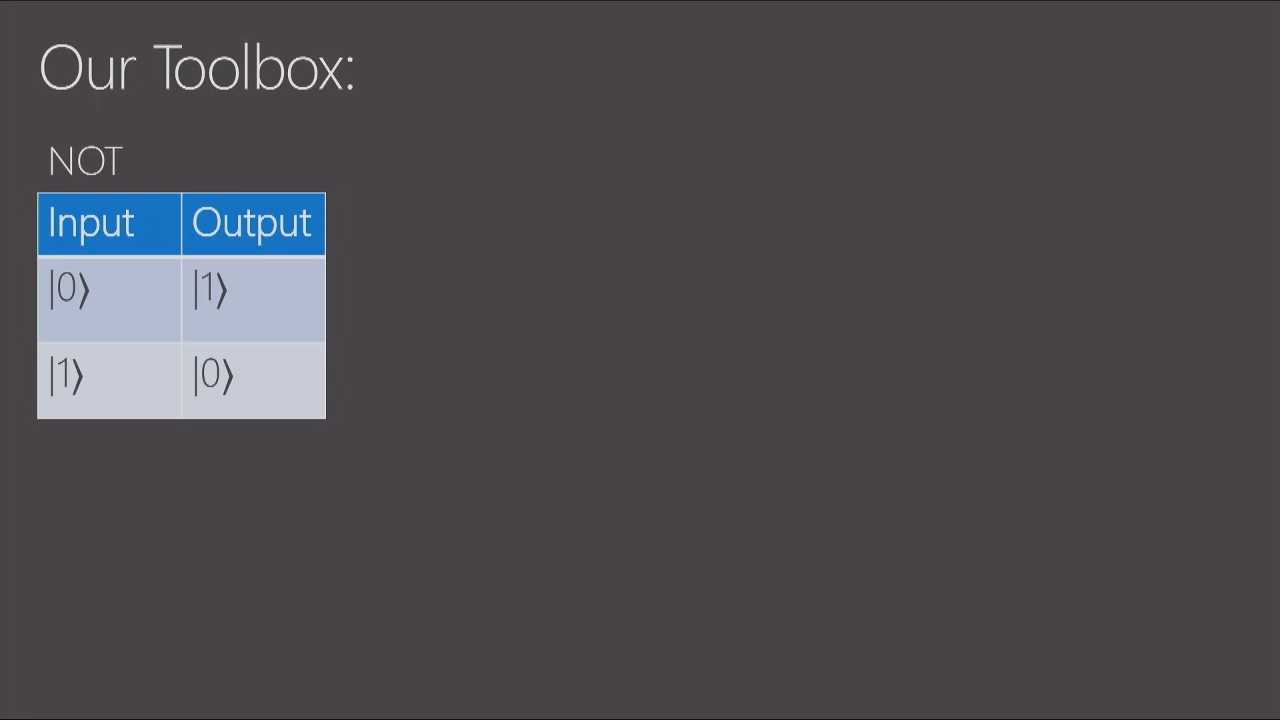 Our Toolbox:
NOT
Input Output
|0⟩ |1⟩
|1⟩ |0⟩